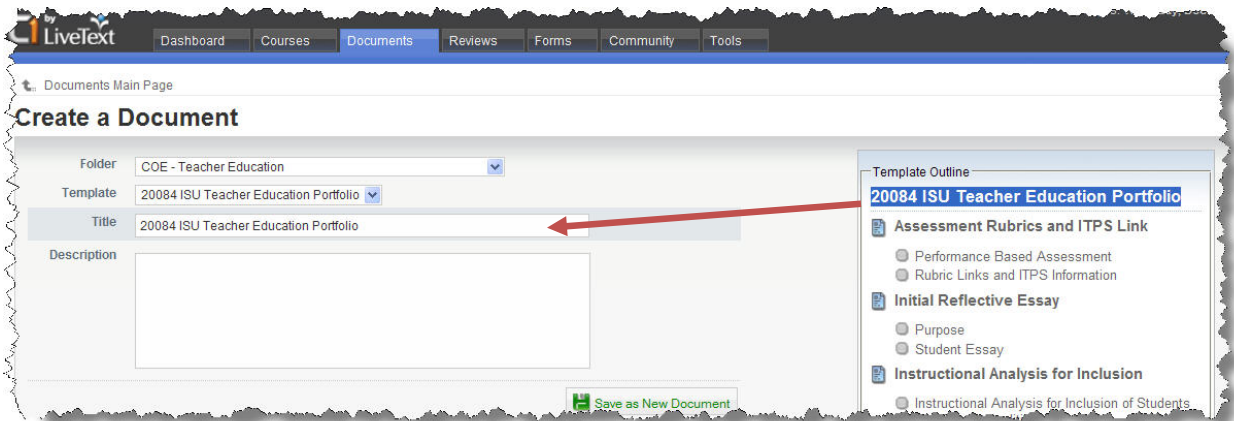 by
C1 LiveText
Dashboard Courses Documents Reviews Forms Community Tools
Documents Main Page
Create a Document
Folder COE - Teacher Education
Template 20084 ISU Teacher Education Portfolio
Title 20084 ISU Teacher Education Portfolio
Description
Save as New Document
Template Outline
20084 ISU Teacher Education Portfolio
Assessment Rubrics and ITPS Link
Performance Based Assessment
Rubric Links and ITPS Information
Initial Reflective Essay
Purpose
Student Essay
Instructional Analysis for Inclusion
Instructional Analysis for Inclusion of Students